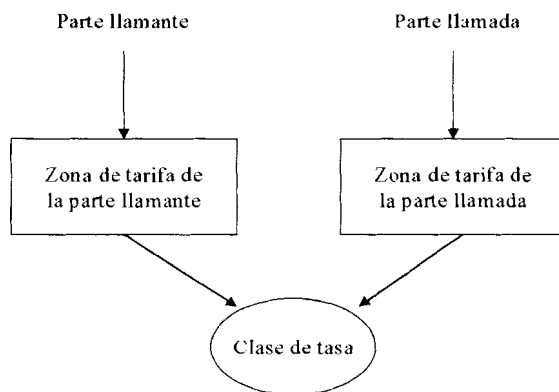 Parte llamante
Parte llamada
Zona de tarifa de
la parte llamante
Zona de tarifa de
la parte llamada
Clase de tasa